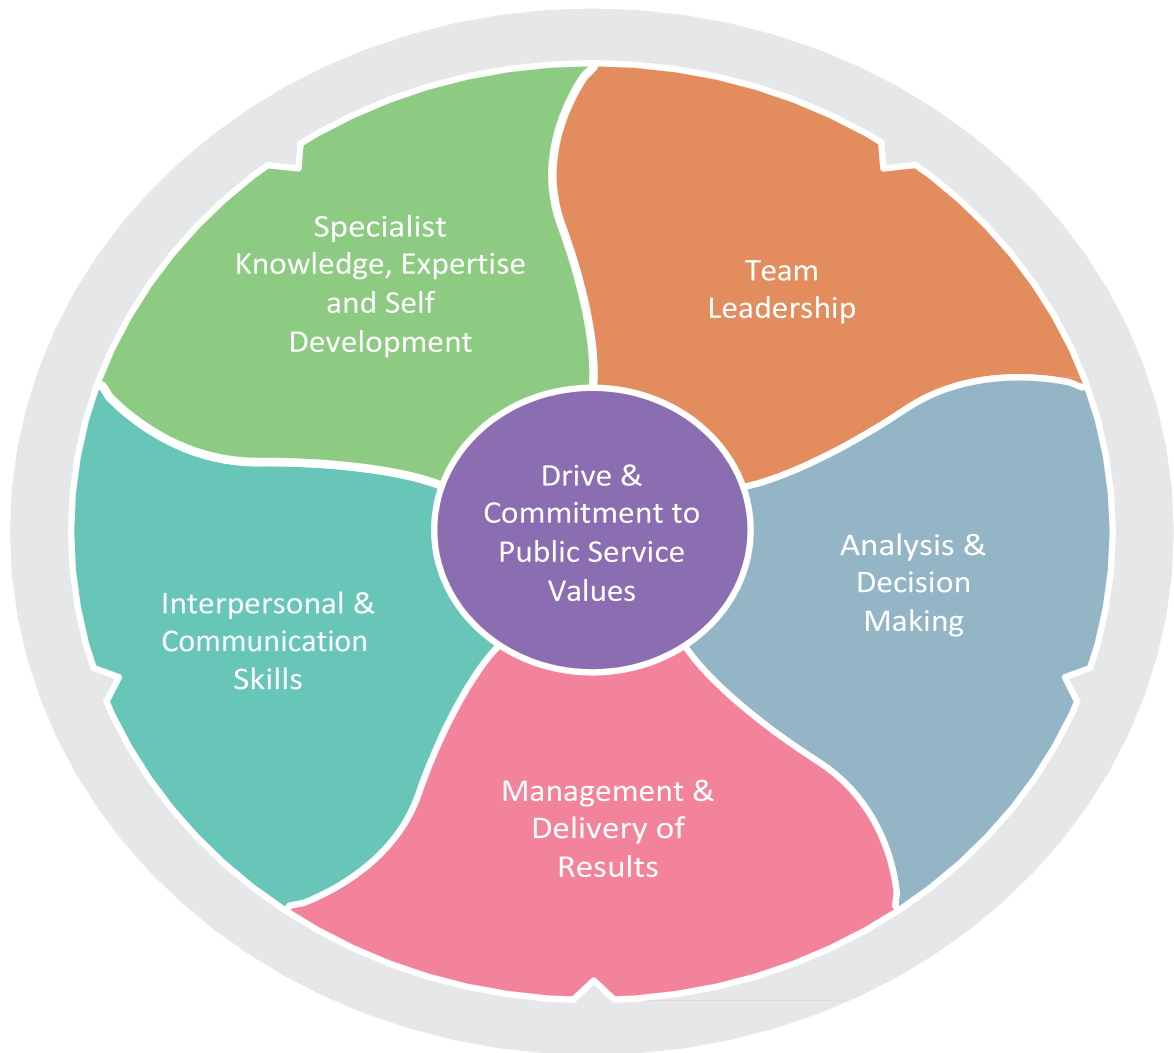 Specialist
Knowledge, Expertise
and Self
Development
Team
Leadership
Drive &
Commitment to
Public Service
Values
Analysis &
Decision
Making
Interpersonal &
Communication
Skills
Management &
Delivery of
Results